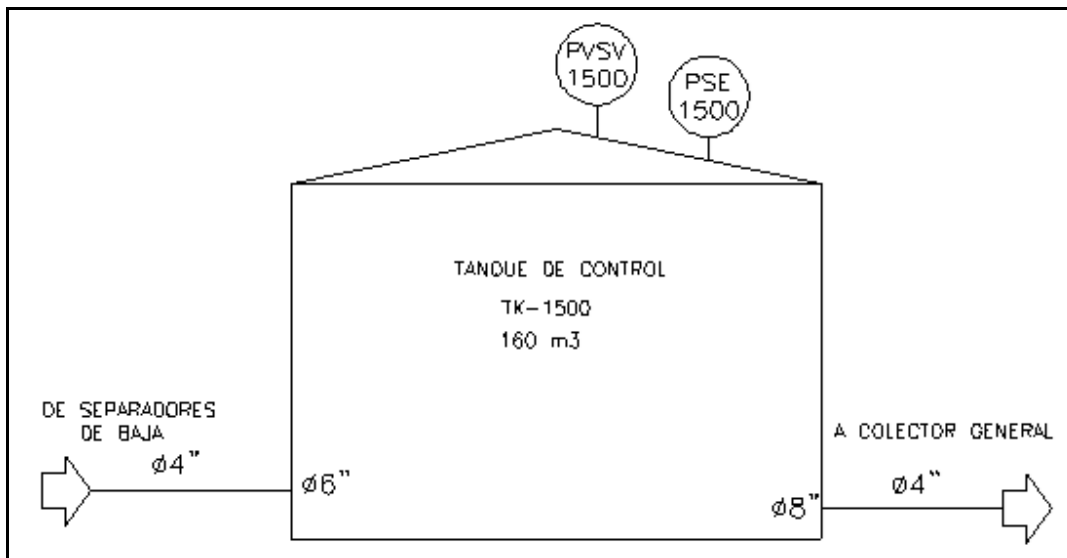 PVSV
1500
PSE
1500
TANQUE DE CONTROL
TK-1500
160 m3
DE SEPARADORES
DE BAJA
ø4"
ø6"
A COLECTOR GENERAL
ø8"
ø4"